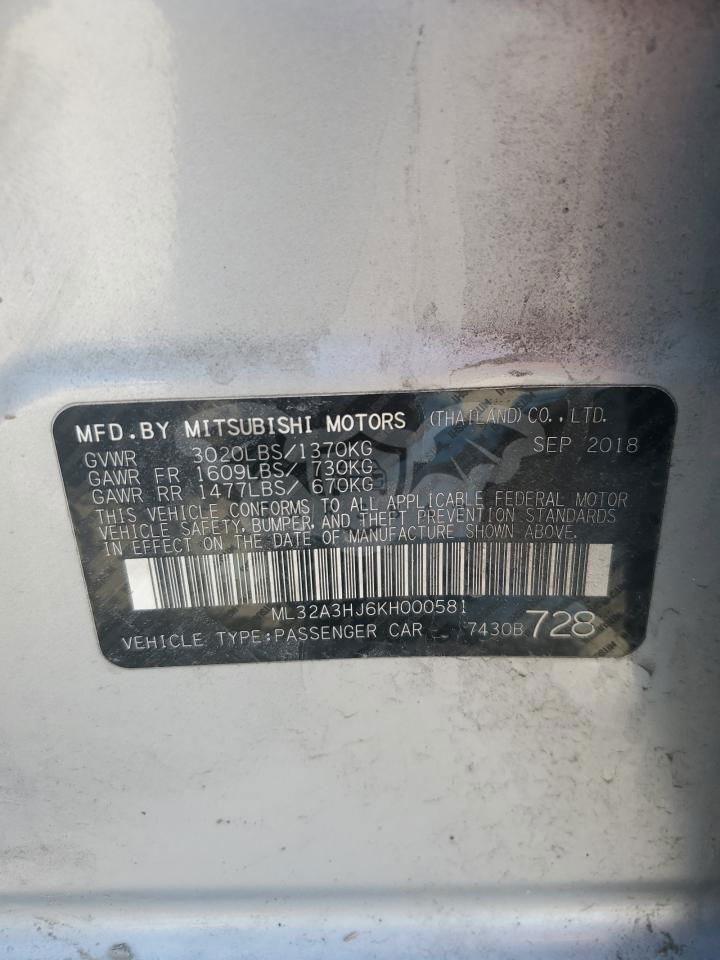 MFD.BY MITSUBISHI MOTORS (THAILAND) CO., LTD.
GVWR 3020LBS/1370KG SEP 2018
GAWR FR 1609LBS/ 730KG
GAWR RR 1477LBS/ 670KG
THIS VEHICLE CONFORMS TO ALL APPLICABLE FEDERAL MOTOR
VEHICLE SAFETY, BUMPER, AND THEFT PREVENTION STANDARDS
IN EFFECT ON THE DATE OF MANUFACTURE SHOWN ABOVE.
ML32A3HJ6KH000581
VEHICLE TYPE:PASSENGER CAR 7430B 728